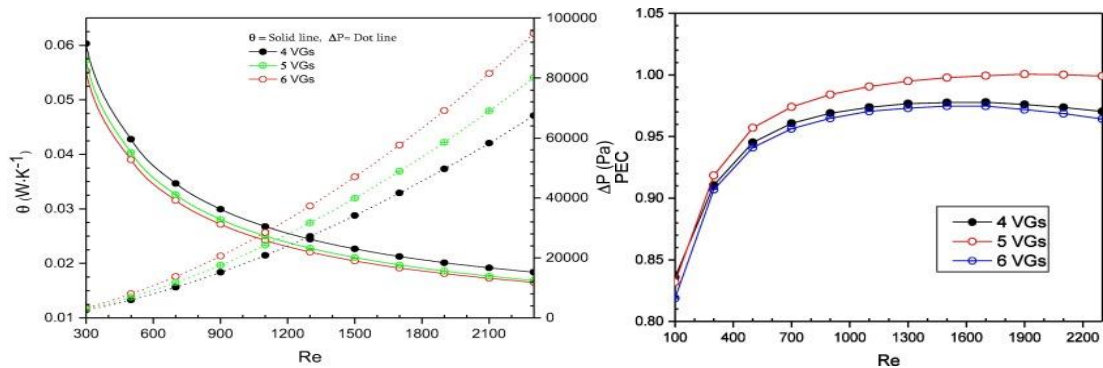 θ = Solid line, ΔP= Dot line
4 VGs
5 VGs
6 VGs
0.06
0.05
0.04
0.03
0.02
0.01
θ (W·K⁻¹)
300 600 900 1200 1500 1800 2100
Re
100000
80000
60000
40000
20000
0
ΔP (Pa)
PEC
1.05
1.00
0.95
0.90
0.85
0.80
4 VGs
5 VGs
6 VGs
100 400 700 1000 1300 1600 1900 2200
Re